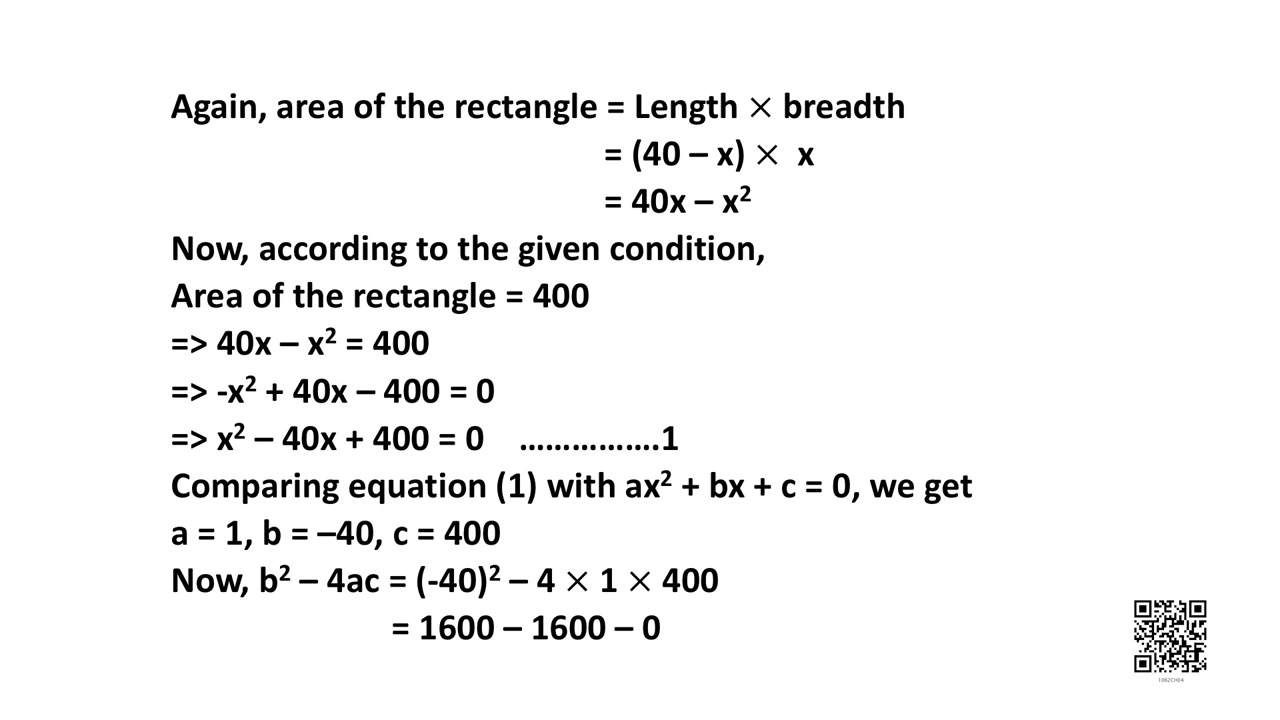 Again, area of the rectangle = Length × breadth
= (40 – x) × x
= 40x – x²
Now, according to the given condition,
Area of the rectangle = 400
=> 40x – x² = 400
=> -x² + 40x – 400 = 0
=> x² – 40x + 400 = 0 …………….1
Comparing equation (1) with ax² + bx + c = 0, we get
a = 1, b = –40, c = 400
Now, b² – 4ac = (-40)² – 4 × 1 × 400
= 1600 – 1600 – 0
1062CH04